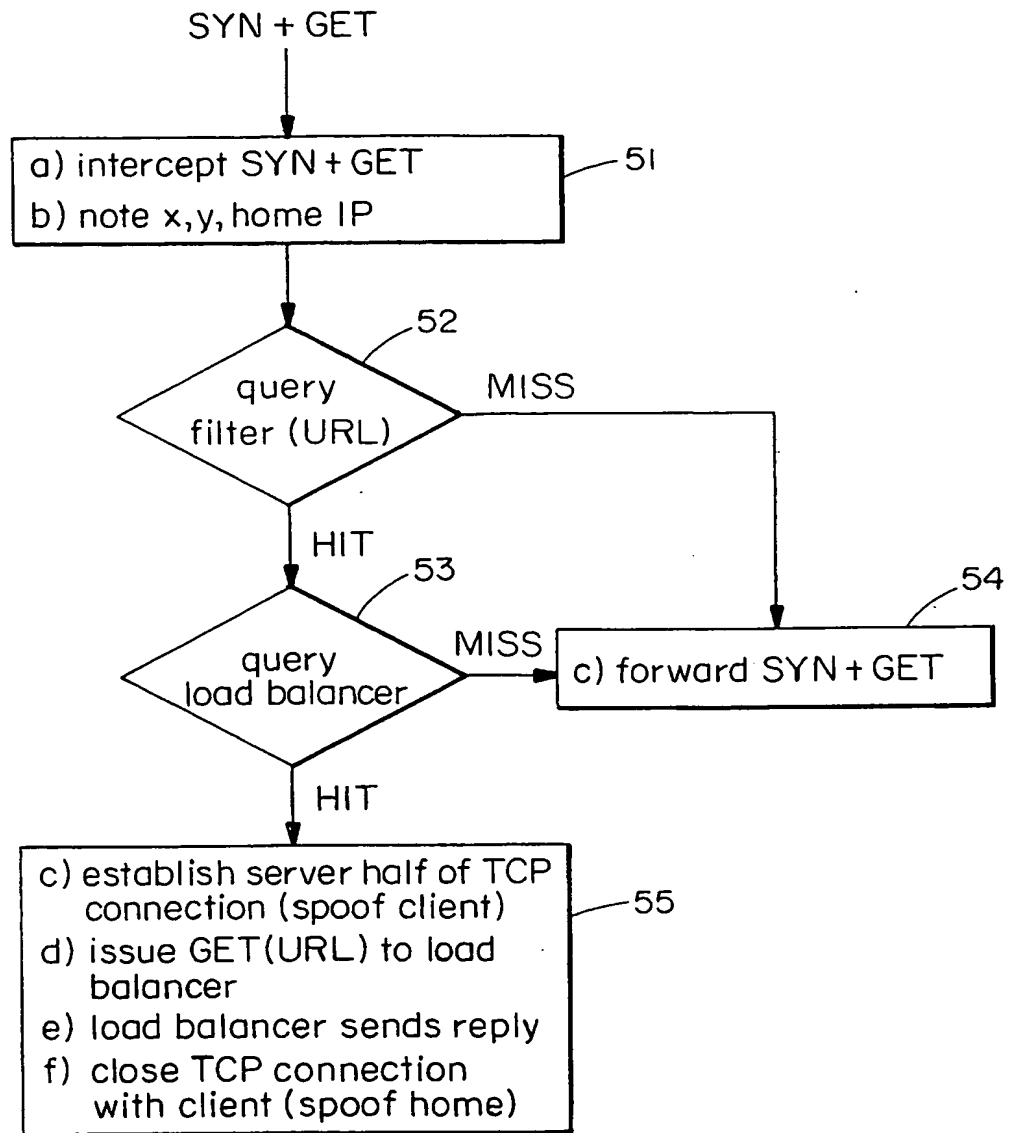 SYN + GET
a) intercept SYN + GET
b) note x, y, home IP
51
52
query
filter (URL)
MISS
HIT
53
query
load balancer
MISS
54
c) forward SYN + GET
HIT
c) establish server half of TCP
connection (spoof client)
d) issue GET(URL) to load
balancer
e) load balancer sends reply
f) close TCP connection
with client (spoof home)
55